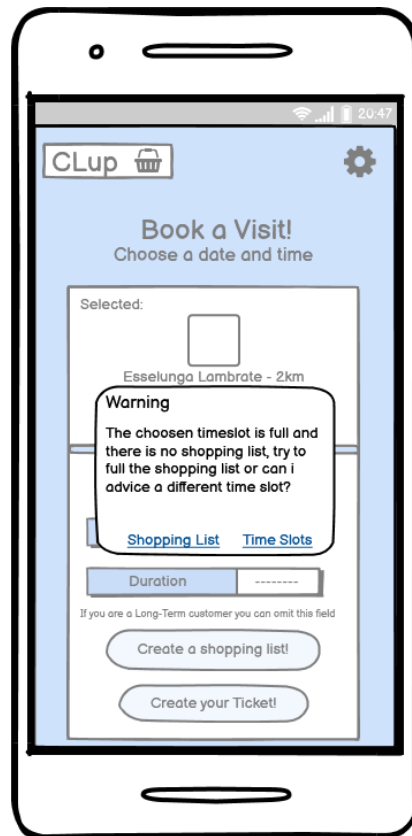 20:47
CLup
Book a Visit!
Choose a date and time
Selected:
Esselunga Lambrate - 2km
Warning
The choosen timeslot is full and
there is no shopping list, try to
full the shopping list or can i
advice a different time slot?
Shopping List Time Slots
Duration --------
If you are a Long-Term customer you can omit this field
Create a shopping list!
Create your Ticket!